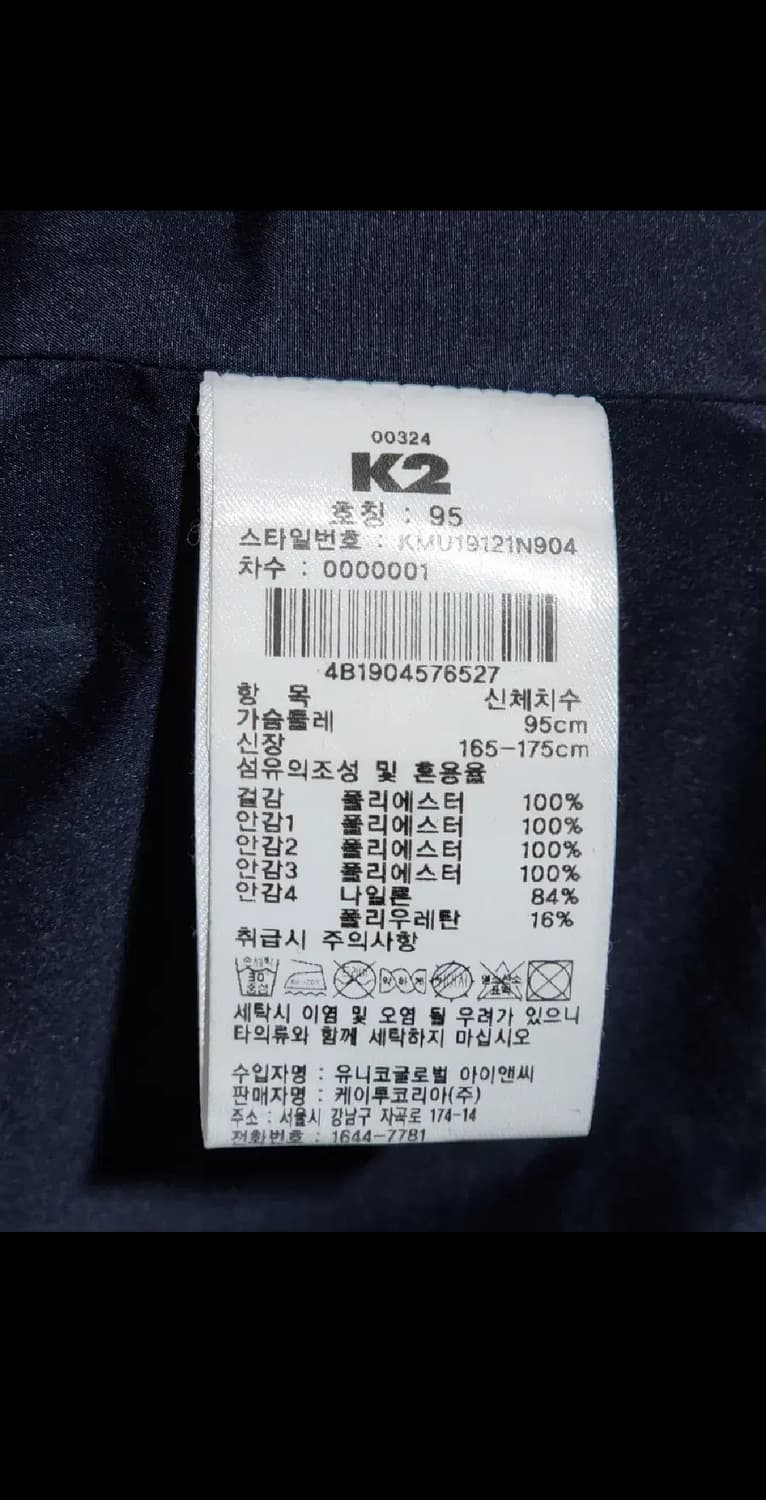 00324
K2
호칭 : 95
스타일번호 : KMU19121N904
차수 : 0000001
4B1904576527
항 목 신체치수
가슴둘레 95cm
신장 165-175cm
섬유의조성 및 혼용율
겉감 폴리에스터 100%
안감1 폴리에스터 100%
안감2 폴리에스터 100%
안감3 폴리에스터 100%
안감4 나일론 84%
폴리우레탄 16%
취급시 주의사항
30 중성 약하게
세탁시 이염 및 오염 될 우려가 있으니
타의류와 함께 세탁하지 마십시오
수입자명 : 유니코글로벌 아이앤씨
판매자명 : 케이투코리아(주)
주소 : 서울시 강남구 자곡로 174-14
전화번호 : 1644-7781